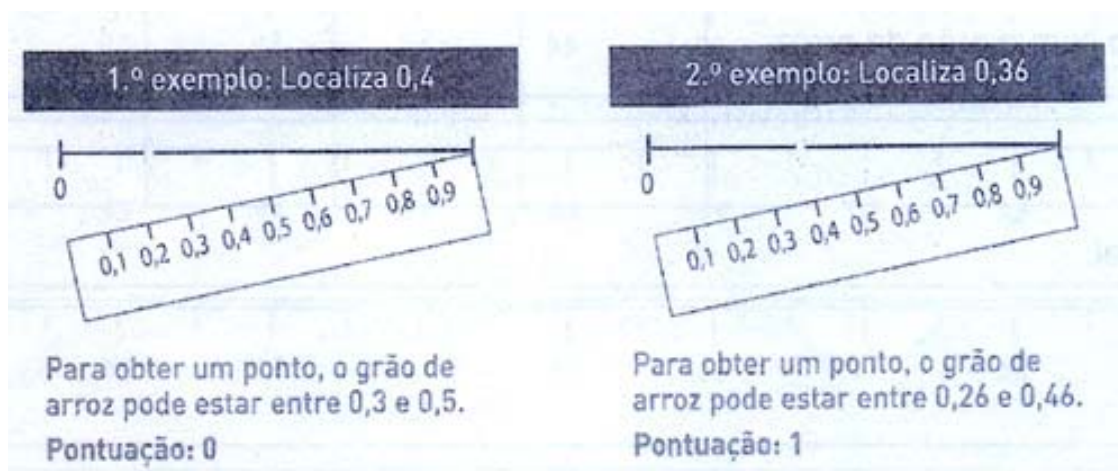 1.º exemplo: Localiza 0,4
0
0,1 0,2 0,3 0,4 0,5 0,6 0,7 0,8 0,9
Para obter um ponto, o grão de
arroz pode estar entre 0,3 e 0,5.
Pontuação: 0
2.º exemplo: Localiza 0,36
0
0,1 0,2 0,3 0,4 0,5 0,6 0,7 0,8 0,9
Para obter um ponto, o grão de
arroz pode estar entre 0,26 e 0,46.
Pontuação: 1